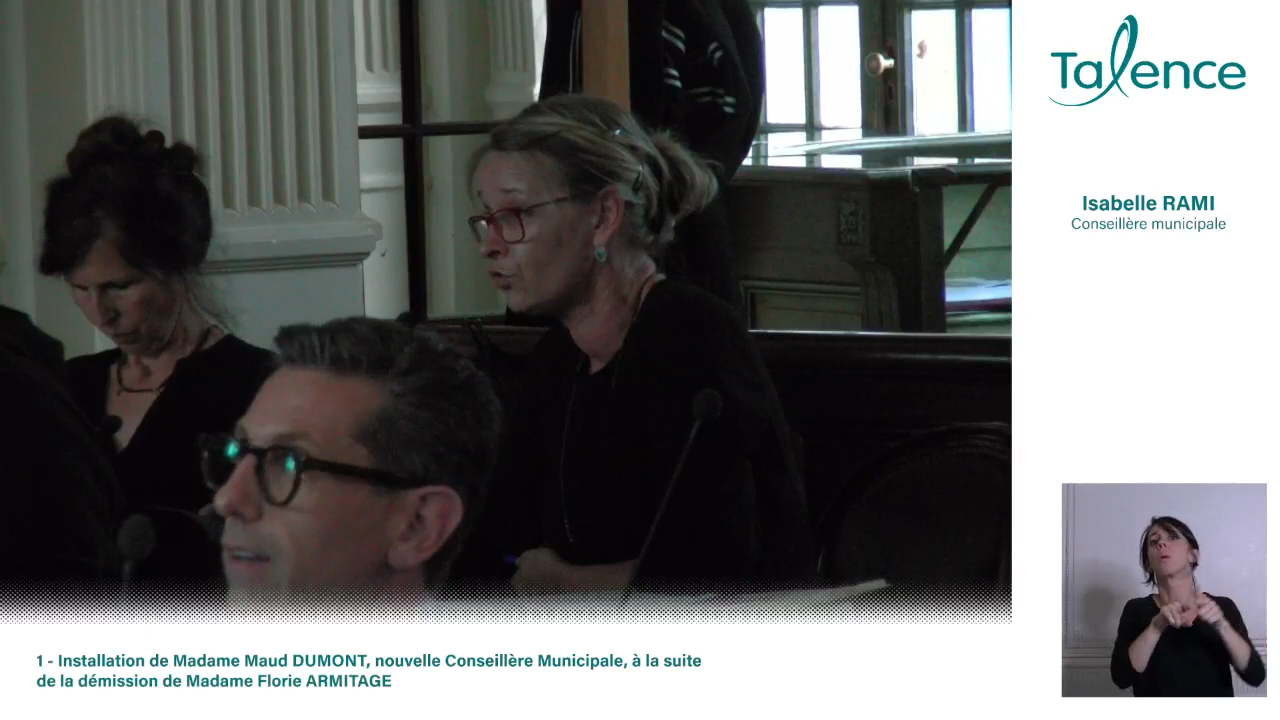 Talence
Isabelle RAMI
Conseillère municipale
1 - Installation de Madame Maud DUMONT, nouvelle Conseillère Municipale, à la suite
de la démission de Madame Florie ARMITAGE